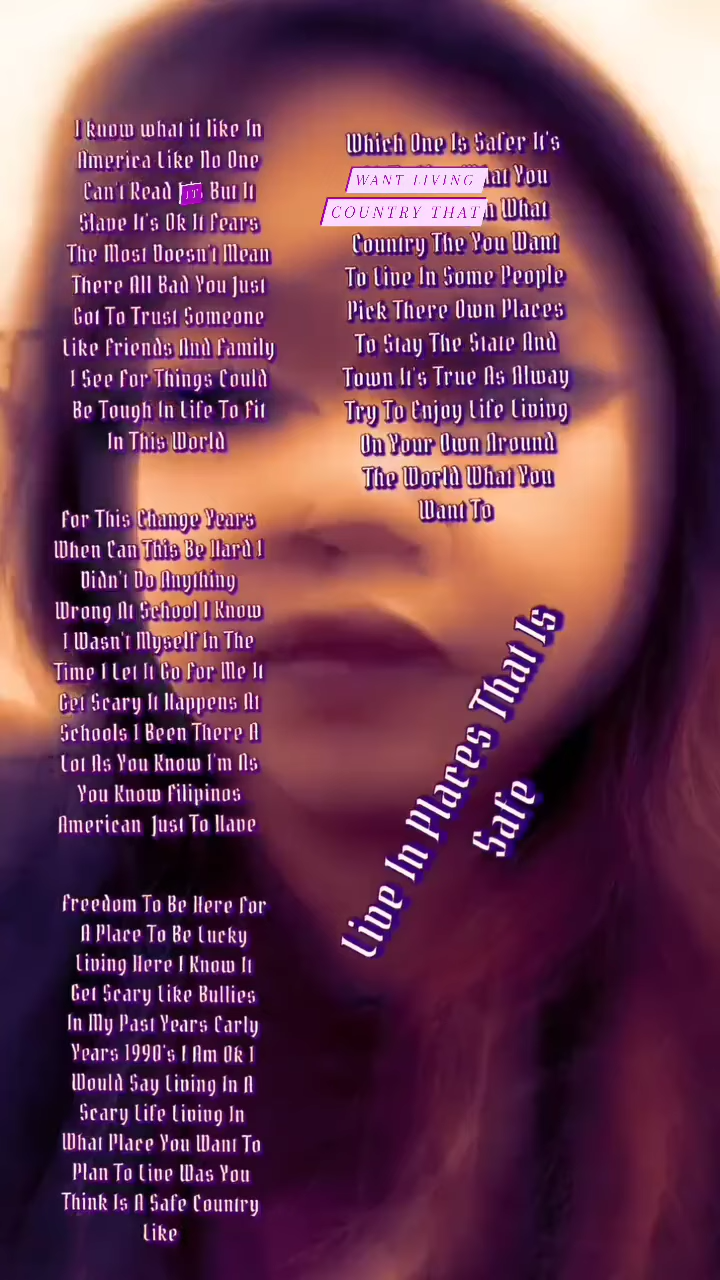 I know what it like In
America Like No One
Can't Read IT But It
Slave It's Ok It Fears
The Most Doesn't Mean
There All Bad You Just
Got To Trust Someone
Like Friends And Family
I See For Things Could
Be Tough In Life To Fit
In This World
For This Change Years
When Can This Be Hard I
Didn't Do Anything
Wrong At School I Know
I Wasn't Myself In The
Time I Let It Go For Me It
Get Scary It Happens At
Schools I Been There A
Lot As You Know I'm As
You Know Filipinos
American Just To Have
Freedom To Be Here For
A Place To Be Lucky
Living Here I Know It
Get Scary Like Bullies
In My Past Years Early
Years 1990's I Am Ok I
Would Say Living In A
Scary Life Living In
What Place You Want To
Plan To Live Was You
Think Is A Safe Country
Like
Which One Is Safer It's
WANT LIVING You
COUNTRY THAT What
Country The You Want
To Live In Some People
Pick There Own Places
To Stay The State And
Town It's True As Alway
Try To Enjoy Life Living
On Your Own Around
The World What You
Want To
Live In Places That Is
Safe